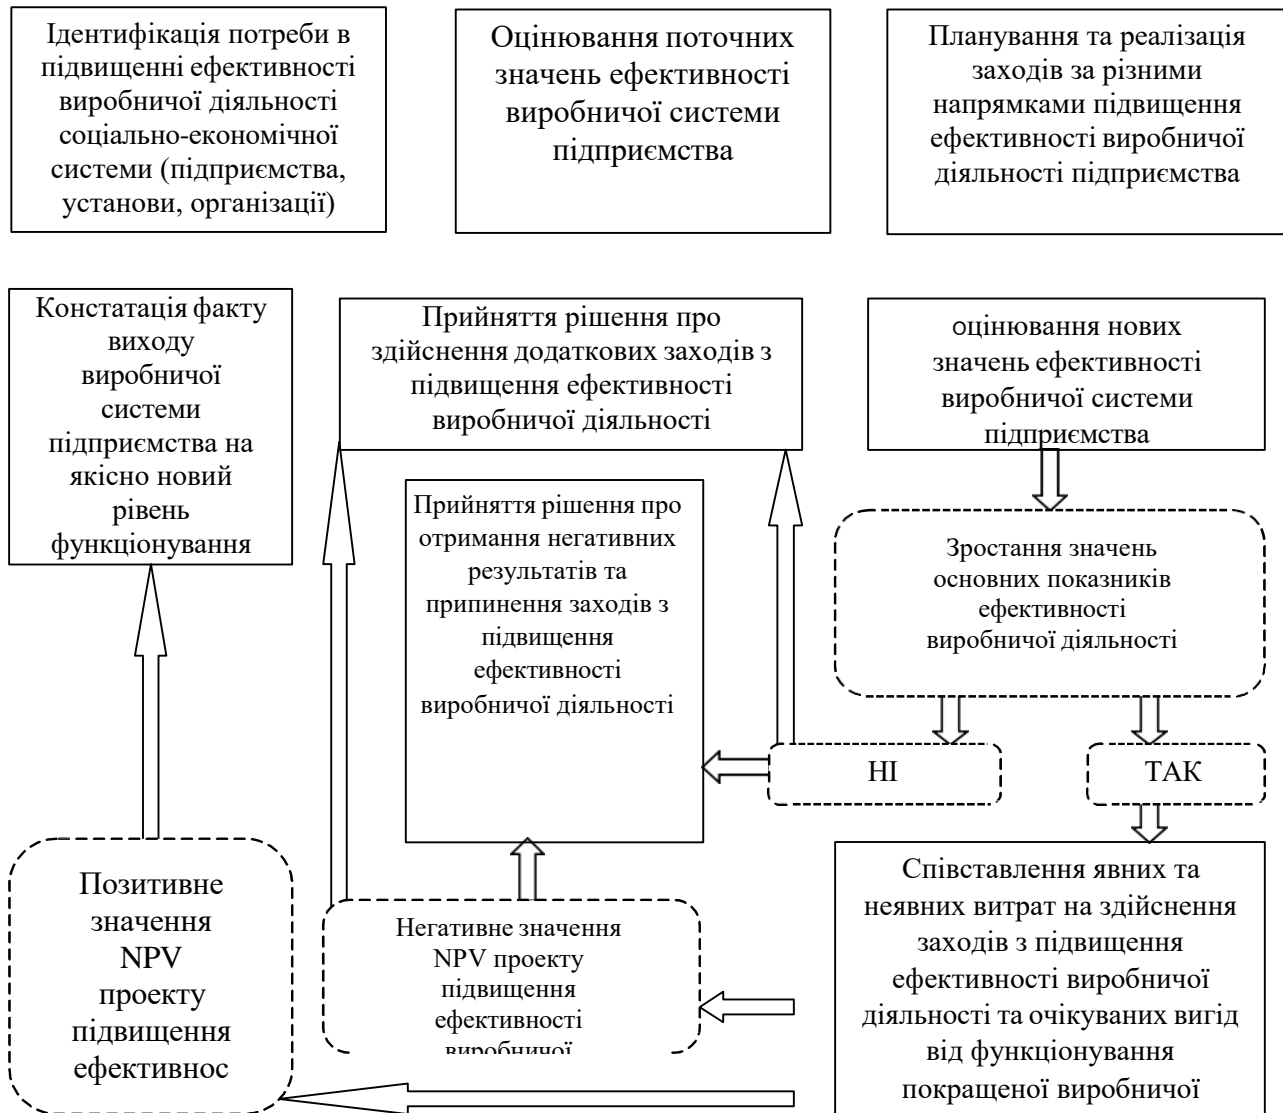 Ідентифікація потреби в
підвищенні ефективності
виробничої діяльності
соціально-економічної
системи (підприємства,
установи, організації)
Оцінювання поточних
значень ефективності
виробничої системи
підприємства
Планування та реалізація
заходів за різними
напрямками підвищення
ефективності виробничої
діяльності підприємства
Констатація факту
виходу
виробничої
системи
підприємства на
якісно новий
рівень
функціонування
Прийняття рішення про
здійснення додаткових заходів з
підвищення ефективності
виробничої діяльності
оцінювання нових
значень ефективності
виробничої системи
підприємства
Прийняття рішення про
отримання негативних
результатів та
припинення заходів з
підвищення
ефективності
виробничої діяльності
Зростання значень
основних показників
ефективності
виробничої діяльності
НІ
ТАК
Позитивне
значення
NPV
проекту
підвищення
ефективнос
Негативне значення
NPV проекту
підвищення
ефективності
виробничої
Співставлення явних та
неявних витрат на здійснення
заходів з підвищення
ефективності виробничої
діяльності та очікуваних вигід
від функціонування
покращеної виробничої